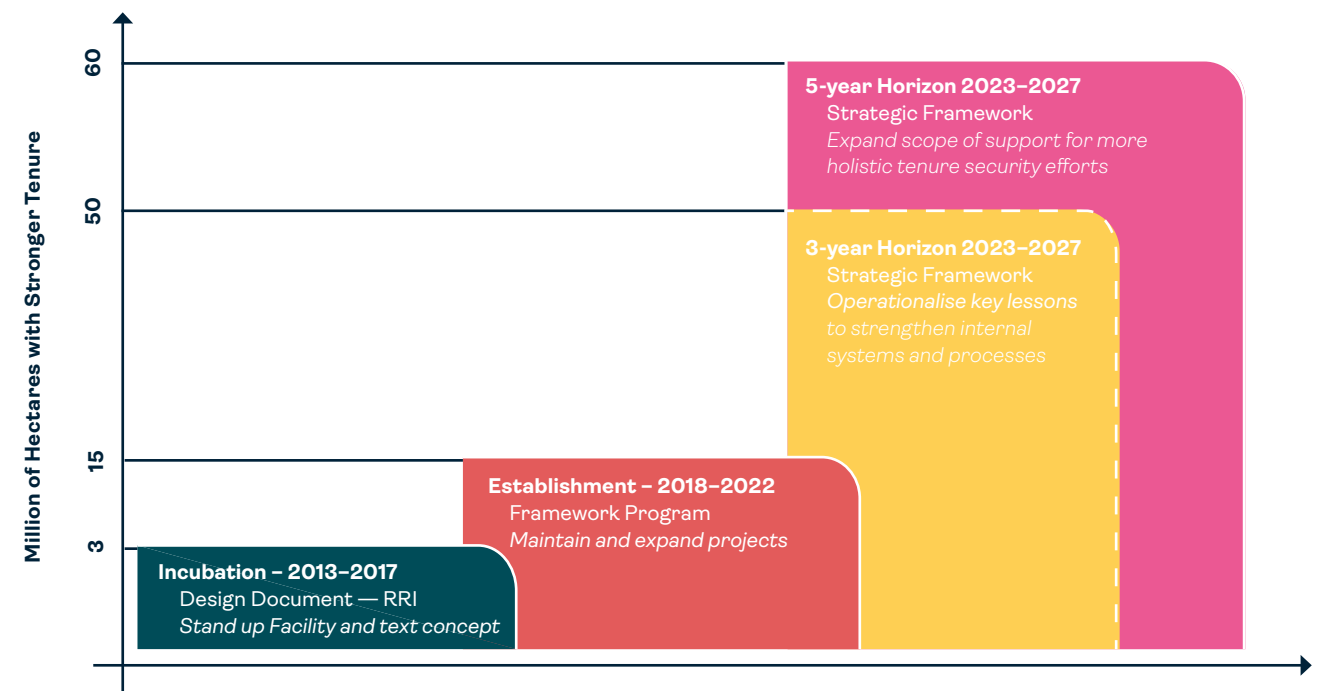 Million of Hectares with Stronger Tenure
60
50
15
3
5-year Horizon 2023–2027
Strategic Framework
Expand scope of support for more
holistic tenure security efforts
3-year Horizon 2023–2027
Strategic Framework
Operationalise key lessons
to strengthen internal
systems and processes
Establishment – 2018–2022
Framework Program
Maintain and expand projects
Incubation – 2013–2017
Design Document — RRI
Stand up Facility and text concept